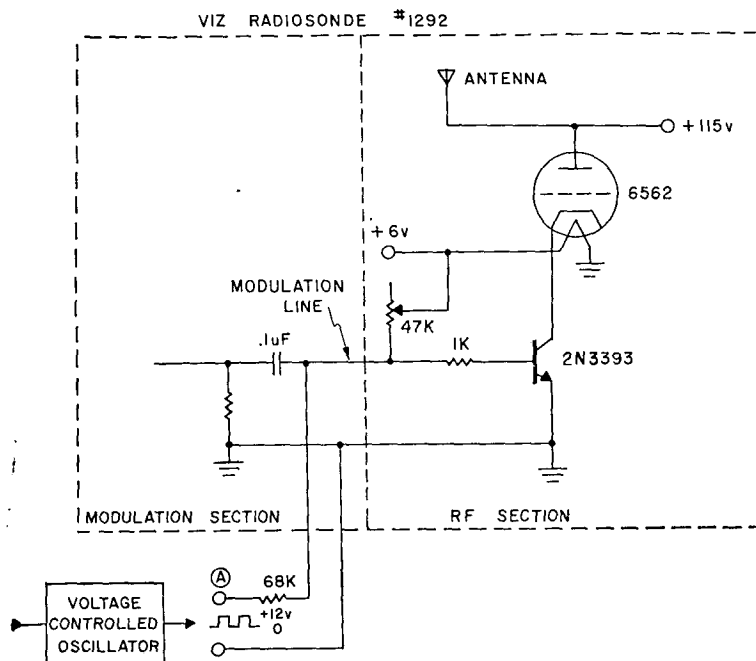 VIZ RADIOSONDE #1292
ANTENNA
+115v
6562
+6v
MODULATION
LINE
47K
.1uF
1K
2N3393
MODULATION SECTION
RF SECTION
A
68K
+12v
0
VOLTAGE
CONTROLLED
OSCILLATOR